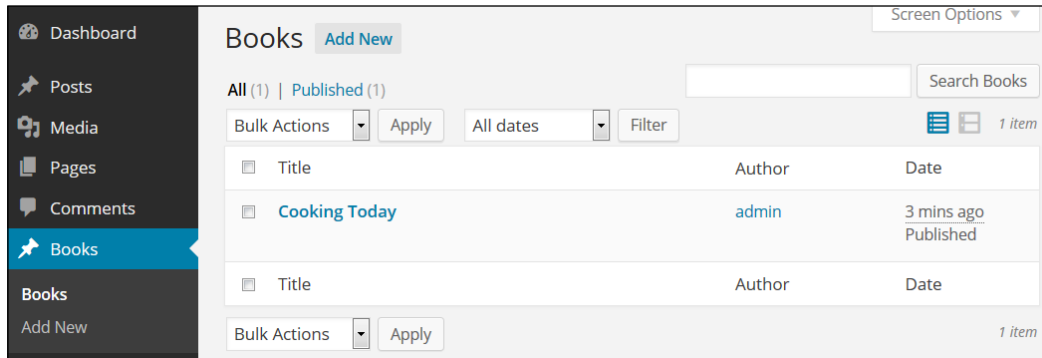 Dashboard
Posts
Media
Pages
Comments
Books
Books
Add New
Screen Options ▼
Books Add New
All (1) | Published (1)
Search Books
Bulk Actions Apply All dates Filter 1 item
Title Author Date
Cooking Today admin 3 mins ago
Published
Title Author Date
Bulk Actions Apply 1 item